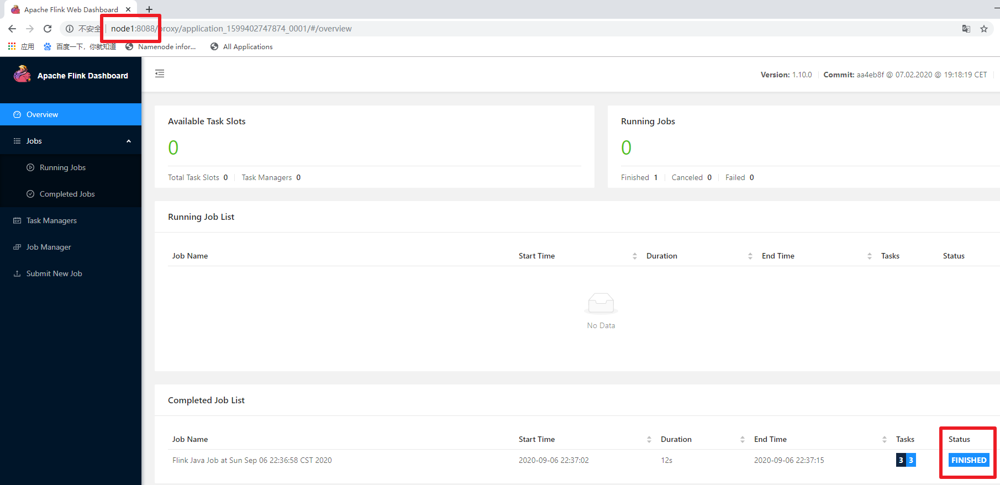 Apache Flink Web Dashboard
不安全 node1:8088/proxy/application_1599402747874_0001/#/overview
应用 百度一下，你就知道 Namenode infor... All Applications
Apache Flink Dashboard
Version: 1.10.0 Commit: aa4eb8f @ 07.02.2020 @ 19:18:19 CET
Overview
Jobs
Running Jobs
Completed Jobs
Task Managers
Job Manager
Submit New Job
Available Task Slots
0
Total Task Slots 0 Task Managers 0
Running Jobs
0
Finished 1 Canceled 0 Failed 0
Running Job List
Job Name Start Time Duration End Time Tasks Status
No Data
Completed Job List
Job Name Start Time Duration End Time Tasks Status
Flink Java Job at Sun Sep 06 22:36:58 CST 2020 2020-09-06 22:37:02 12s 2020-09-06 22:37:15 3 3 FINISHED